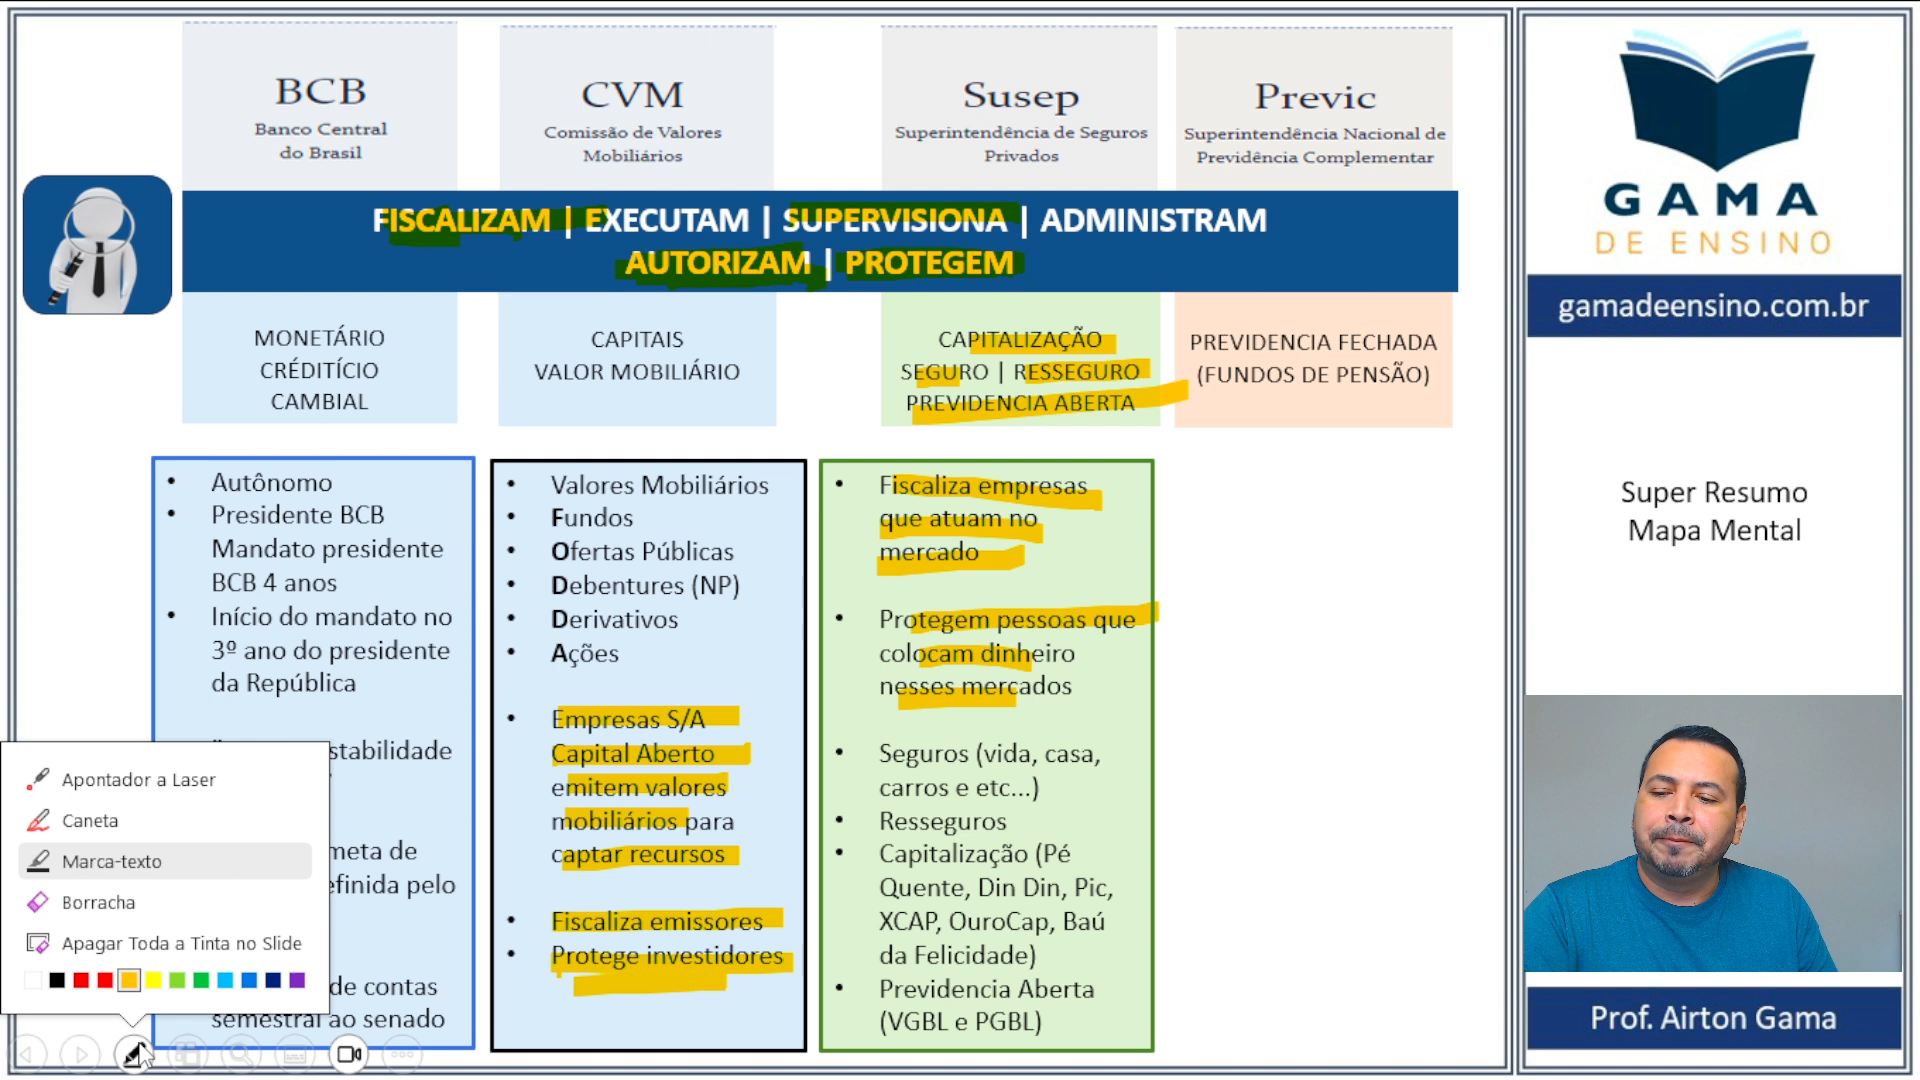 BCB
Banco Central
do Brasil
CVM
Comissão de Valores
Mobiliários
Susep
Superintendência de Seguros
Privados
Previc
Superintendência Nacional de
Previdência Complementar
FISCALIZAM | EXECUTAM | SUPERVISIONA | ADMINISTRAM
AUTORIZAM | PROTEGEM
MONETÁRIO
CRÉDITÍCIO
CAMBIAL
CAPITAIS
VALOR MOBILIÁRIO
CAPITALIZAÇÃO
SEGURO | RESSEGURO
PREVIDENCIA ABERTA
PREVIDENCIA FECHADA
(FUNDOS DE PENSÃO)
• Autônomo
• Presidente BCB
Mandato presidente
BCB 4 anos
• Início do mandato no
3º ano do presidente
da República
stabilidade
meta de
efinida pelo
de contas
semestral ao senado
• Valores Mobiliários
• Fundos
• Ofertas Públicas
• Debentures (NP)
• Derivativos
• Ações
• Empresas S/A
Capital Aberto
emitem valores
mobiliários para
captar recursos
• Fiscaliza emissores
• Protege investidores
• Fiscaliza empresas
que atuam no
mercado
• Protegem pessoas que
colocam dinheiro
nesses mercados
• Seguros (vida, casa,
carros e etc...)
• Resseguros
• Capitalização (Pé
Quente, Din Din, Pic,
XCAP, OuroCap, Baú
da Felicidade)
• Previdencia Aberta
(VGBL e PGBL)
Apontador a Laser
Caneta
Marca-texto
Borracha
Apagar Toda a Tinta no Slide
GAMA
DE ENSINO
gamadeensino.com.br
Super Resumo
Mapa Mental
Prof. Airton Gama